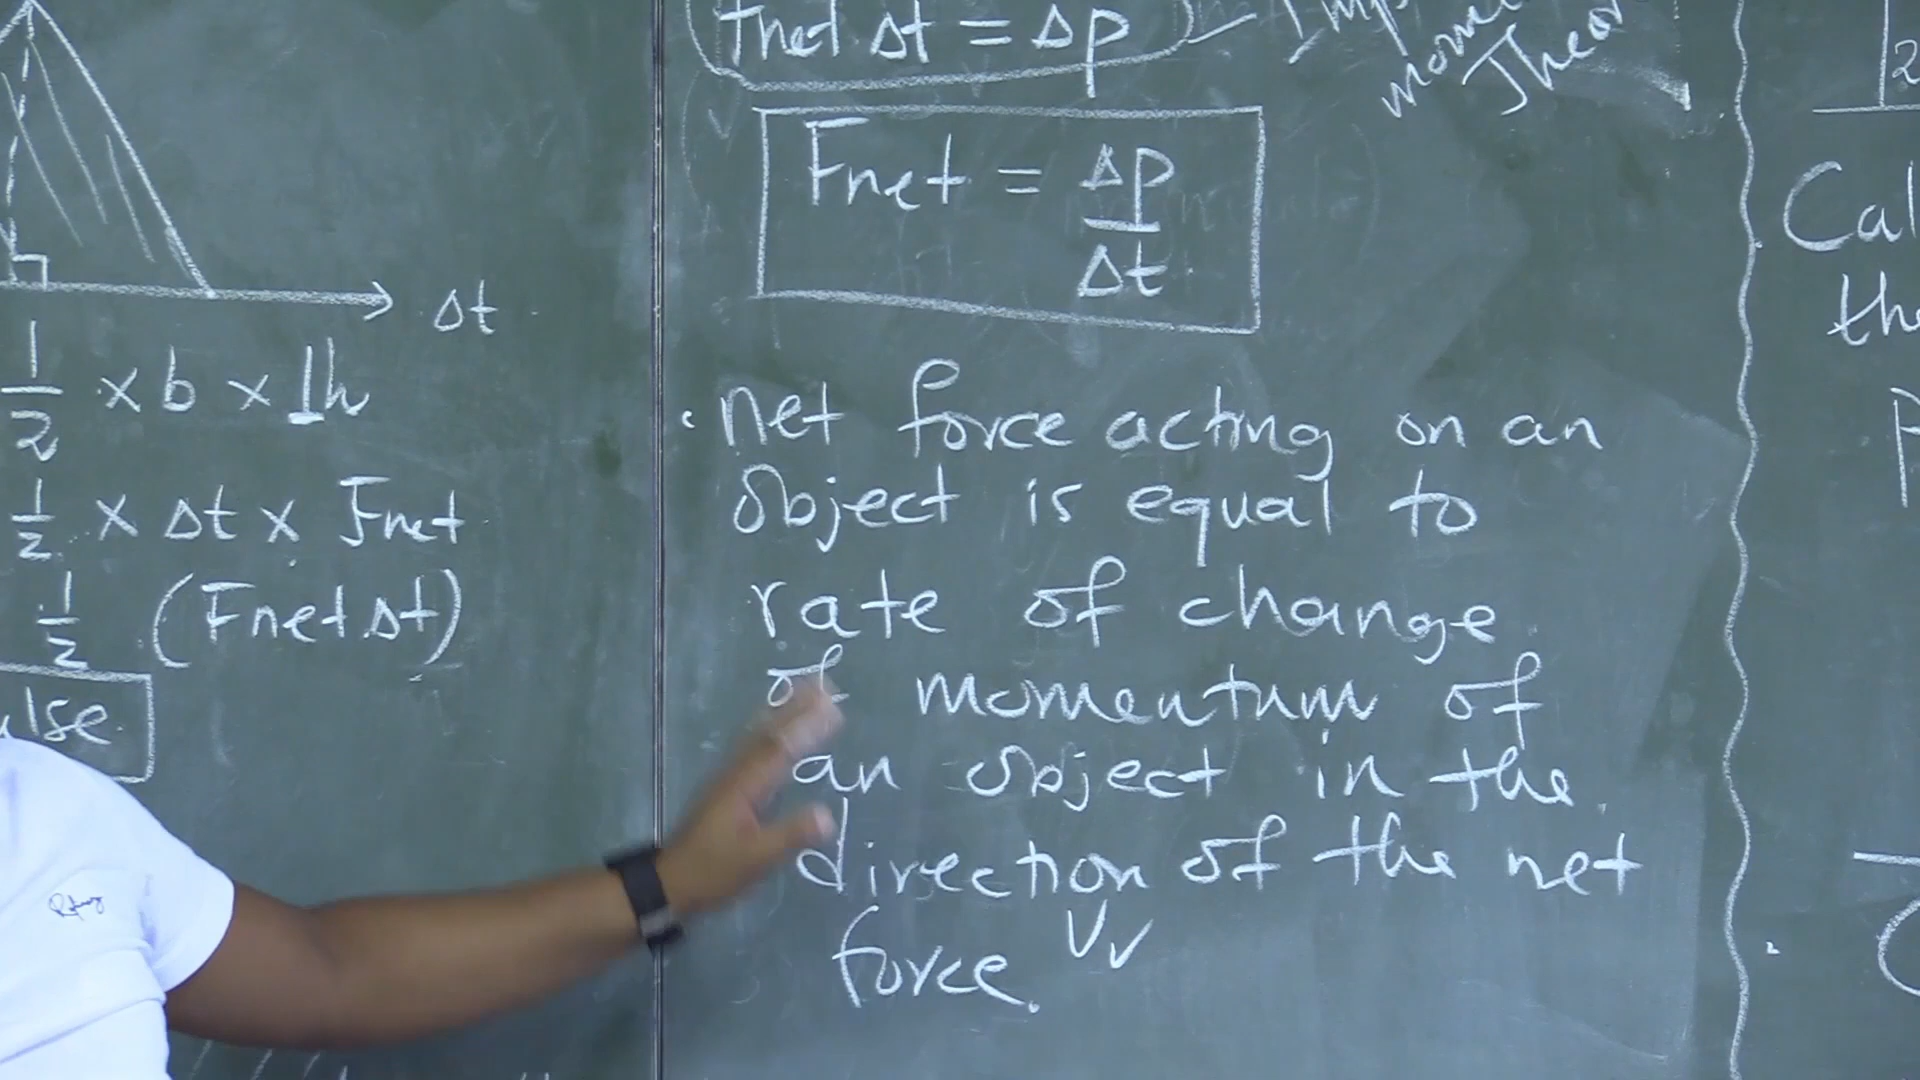 Δt
1/2 × b × ⊥h
1/2 × Δt × Fnet
1/2 (Fnet Δt)
Fnet Δt = Δp
Fnet = Δp/Δt
net force acting on an
object is equal to
rate of change
of momentum of
an object in the
direction of the net
force. VV